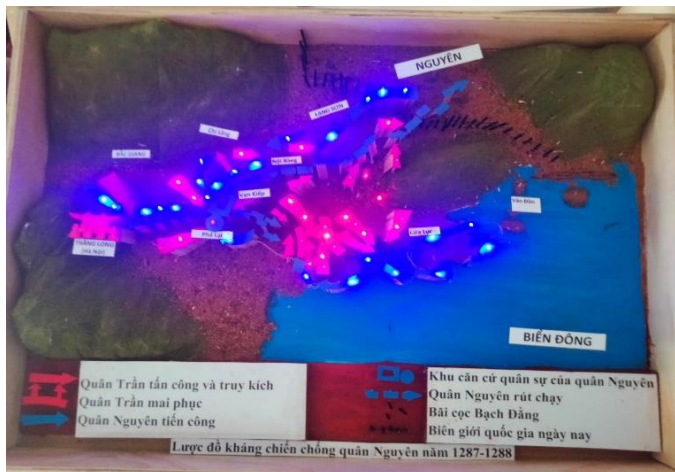 NGUYÊN
LẠNG SƠN
Chi Lăng
BẮC GIANG
Nội Bàng
Vạn Kiếp
Vân Đồn
Phả Lại
Cửa Lục
THĂNG LONG
(HÀ NỘI)
BIỂN ĐÔNG
Quân Trần tấn công và truy kích
Quân Trần mai phục
Quân Nguyên tiến công
Khu căn cứ quân sự của quân Nguyên
Quân Nguyên rút chạy
Bãi cọc Bạch Đằng
Biên giới quốc gia ngày nay
Lược đồ kháng chiến chống quân Nguyên năm 1287-1288